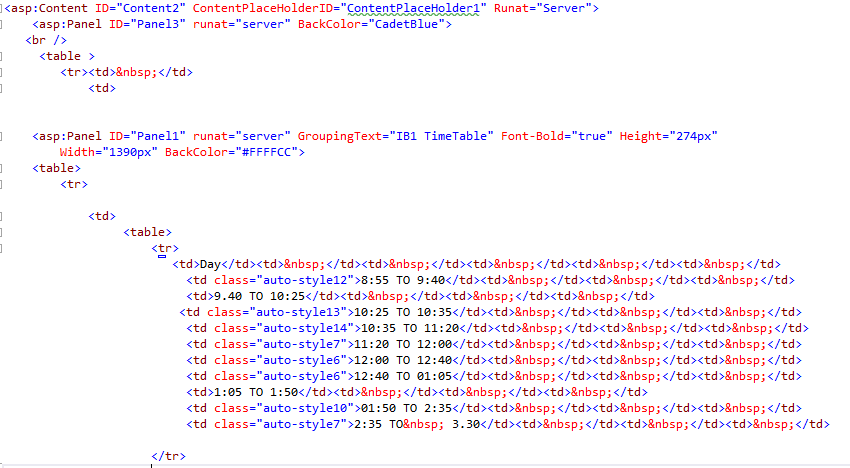 <asp:Content ID="Content2" ContentPlaceHolderID="ContentPlaceHolder1" Runat="Server">
<asp:Panel ID="Panel3" runat="server" BackColor="CadetBlue">
<br />
<table >
<tr><td>&nbsp;</td>
<td>
<asp:Panel ID="Panel1" runat="server" GroupingText="IB1 TimeTable" Font-Bold="true" Height="274px"
Width="1390px" BackColor="#FFFFCC">
<table>
<tr>
<td>
<table>
<tr>
<td>Day</td><td>&nbsp;</td><td>&nbsp;</td><td>&nbsp;</td><td>&nbsp;</td><td>&nbsp;</td>
<td class="auto-style12">8:55 TO 9:40</td><td>&nbsp;</td><td>&nbsp;</td><td>&nbsp;</td>
<td>9.40 TO 10:25</td><td>&nbsp;</td><td>&nbsp;</td><td>&nbsp;</td>
<td class="auto-style13">10:25 TO 10:35</td><td>&nbsp;</td><td>&nbsp;</td><td>&nbsp;</td>
<td class="auto-style14">10:35 TO 11:20</td><td>&nbsp;</td><td>&nbsp;</td><td>&nbsp;</td>
<td class="auto-style7">11:20 TO 12:00</td><td>&nbsp;</td><td>&nbsp;</td><td>&nbsp;</td>
<td class="auto-style6">12:00 TO 12:40</td><td>&nbsp;</td><td>&nbsp;</td><td>&nbsp;</td>
<td class="auto-style6">12:40 TO 01:05</td><td>&nbsp;</td><td>&nbsp;</td><td>&nbsp;</td>
<td>1:05 TO 1:50</td><td>&nbsp;</td><td>&nbsp;</td><td>&nbsp;</td>
<td class="auto-style10">01:50 TO 2:35</td><td>&nbsp;</td><td>&nbsp;</td><td>&nbsp;</td>
<td class="auto-style7">2:35 TO&nbsp; 3.30</td><td>&nbsp;</td><td>&nbsp;</td><td>&nbsp;</td>
</tr>